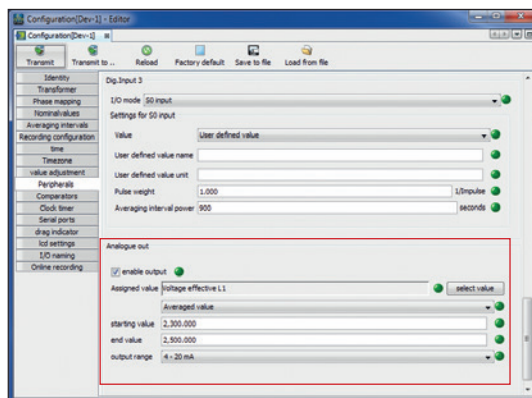 Configuration[Dev-1] - Editor
Configuration[Dev-1]
Transmit
Transmit to ..
Reload
Factory default
Save to file
Load from file
Identity
Transformer
Phase mapping
Nominalvalues
Averaging intervals
Recording configuration
time
Timezone
value adjustment
Peripherals
Comparators
Clock timer
Serial ports
drag indicator
lcd settings
I/O naming
Online recording
Dig.Input 3
I/O mode S0 input
Settings for S0 input
Value User defined value
User defined value name
User defined value unit
Pulse weight 1.000 1/Impulse
Averaging interval power 900 seconds
Analogue out
enable output
Assigned value Voltage effective L1 select value
Averaged value
starting value 2,300.000
end value 2,500.000
output range 4 - 20 mA